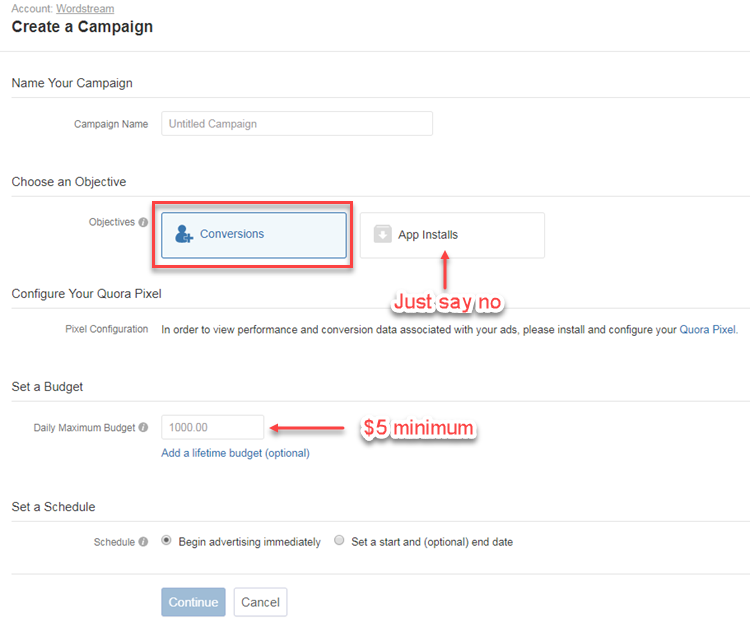 Account: Wordstream
Create a Campaign
Name Your Campaign
Campaign Name Untitled Campaign
Choose an Objective
Objectives i Conversions App Installs
Just say no
Configure Your Quora Pixel
Pixel Configuration In order to view performance and conversion data associated with your ads, please install and configure your Quora Pixel.
Set a Budget
Daily Maximum Budget i 1000.00 $5 minimum
Add a lifetime budget (optional)
Set a Schedule
Schedule i Begin advertising immediately Set a start and (optional) end date
Continue Cancel